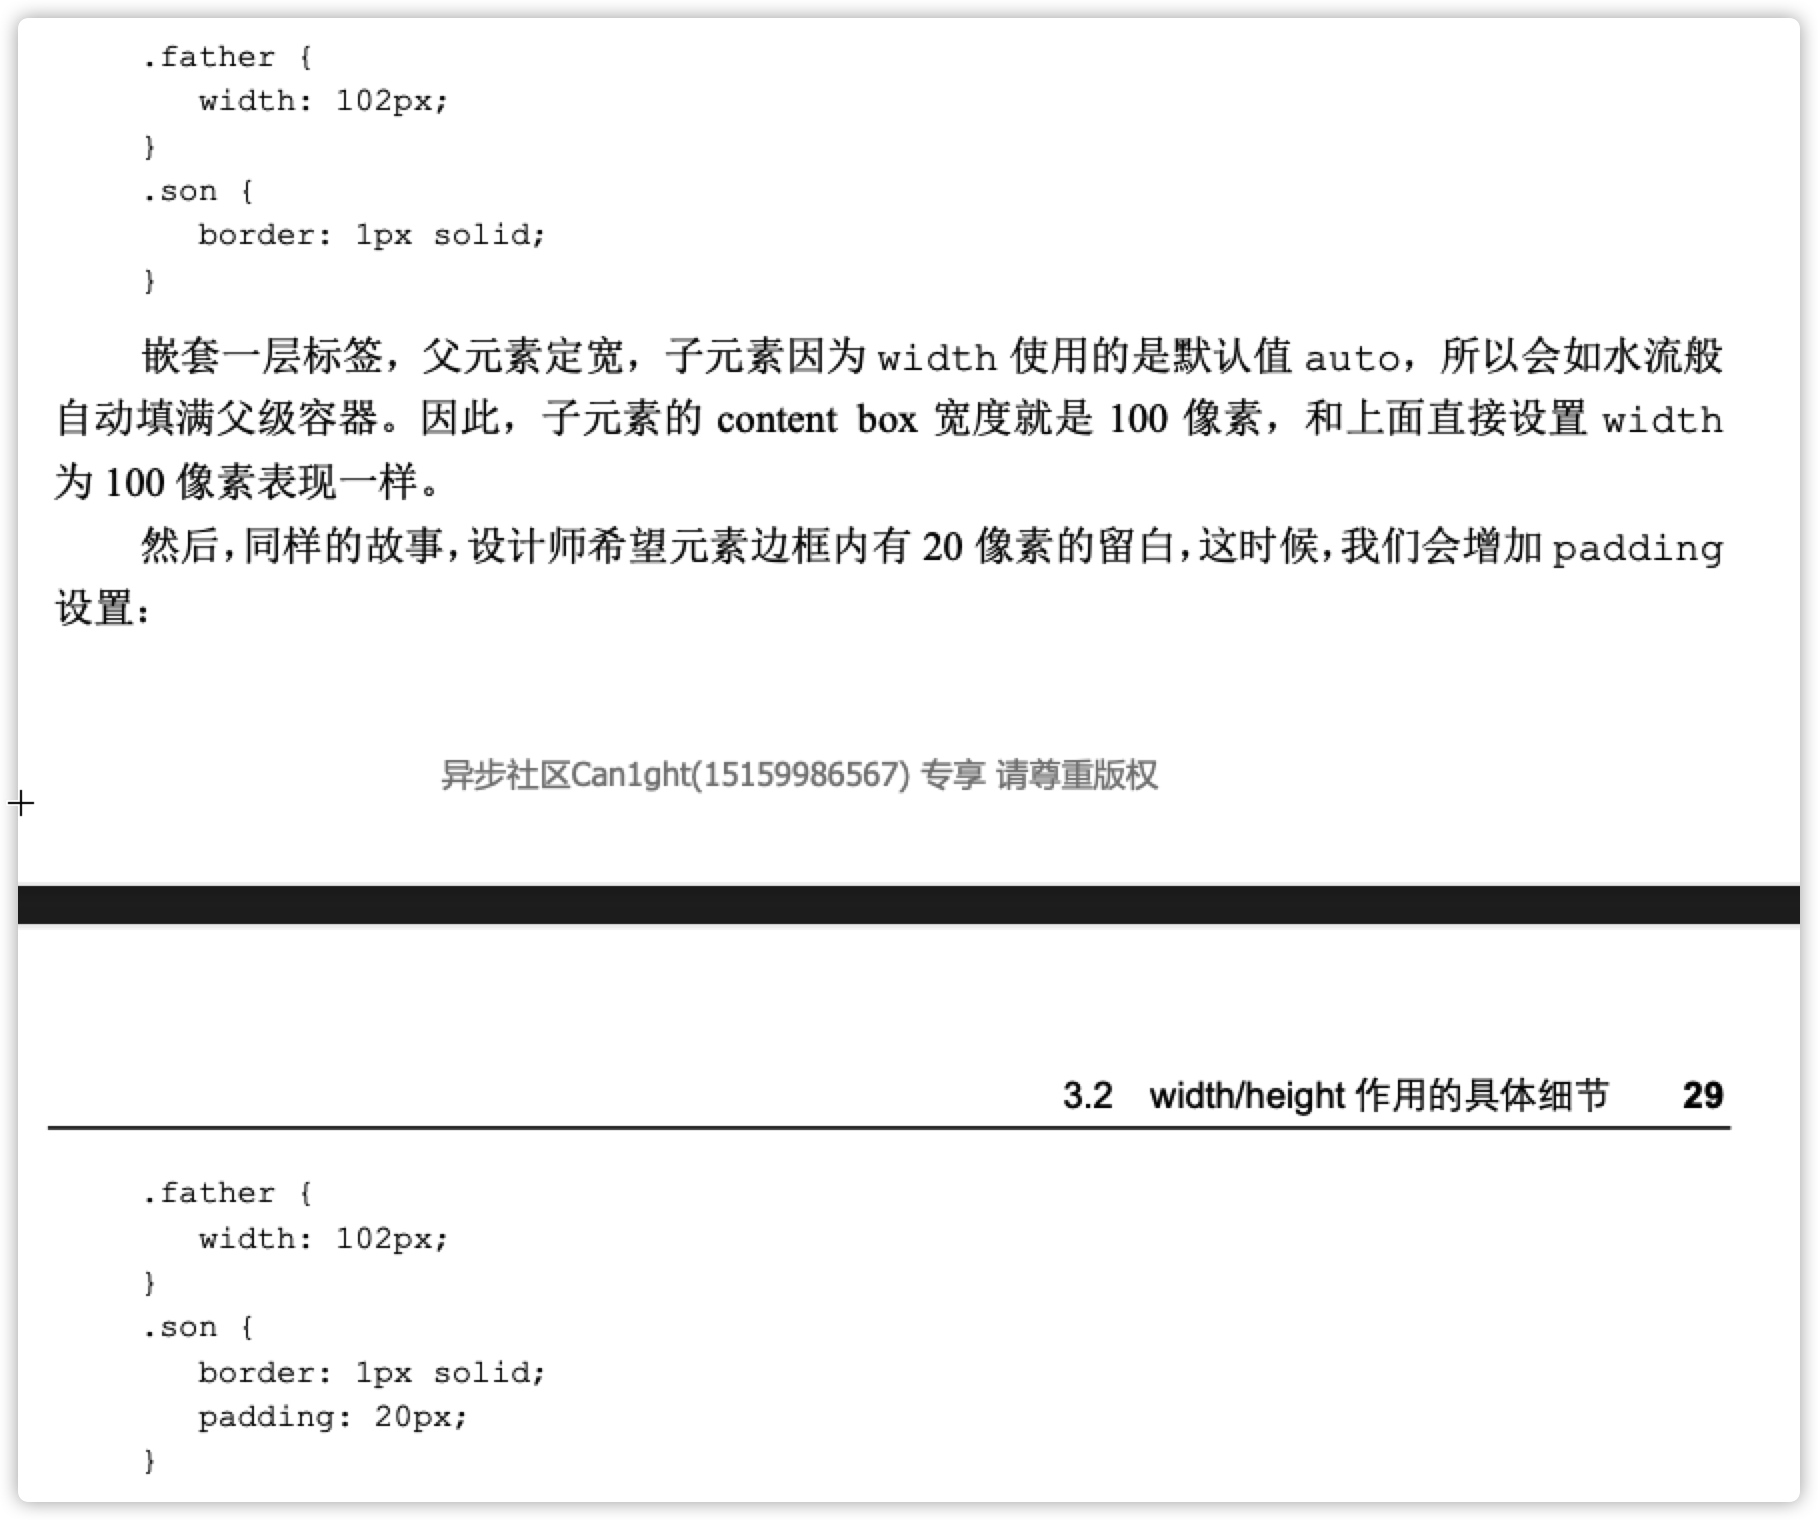 .father {
width: 102px;
}
.son {
border: 1px solid;
}
嵌套一层标签，父元素定宽，子元素因为 width 使用的是默认值 auto，所以会如水流般
自动填满父级容器。因此，子元素的 content box 宽度就是 100 像素，和上面直接设置 width
为 100 像素表现一样。
然后，同样的故事，设计师希望元素边框内有 20 像素的留白，这时候，我们会增加 padding
设置：
异步社区Can1ght(15159986567) 专享 请尊重版权
3.2 width/height 作用的具体细节 29
.father {
width: 102px;
}
.son {
border: 1px solid;
padding: 20px;
}